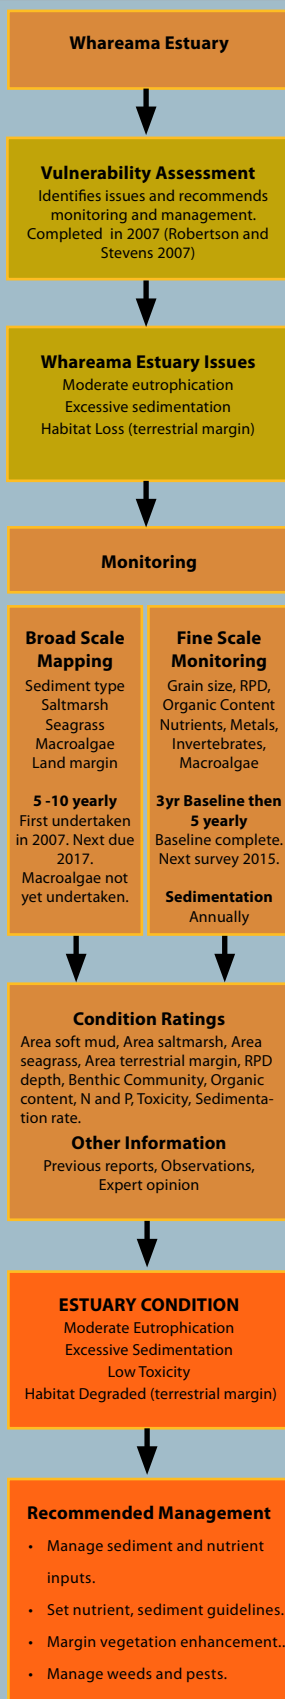 Whareama Estuary
Vulnerability Assessment
Identifies issues and recommends
monitoring and management.
Completed in 2007 (Robertson and
Stevens 2007)
Whareama Estuary Issues
Moderate eutrophication
Excessive sedimentation
Habitat Loss (terrestrial margin)
Monitoring
Broad Scale
Mapping
Sediment type
Saltmarsh
Seagrass
Macroalgae
Land margin
5 -10 yearly
First undertaken
in 2007. Next due
2017.
Macroalgae not
yet undertaken.
Fine Scale
Monitoring
Grain size, RPD,
Organic Content
Nutrients, Metals,
Invertebrates,
Macroalgae
3yr Baseline then
5 yearly
Baseline complete.
Next survey 2015.
Sedimentation
Annually
Condition Ratings
Area soft mud, Area saltmarsh, Area
seagrass, Area terrestrial margin, RPD
depth, Benthic Community, Organic
content, N and P, Toxicity, Sedimenta-
tion rate.
Other Information
Previous reports, Observations,
Expert opinion
ESTUARY CONDITION
Moderate Eutrophication
Excessive Sedimentation
Low Toxicity
Habitat Degraded (terrestrial margin)
Recommended Management
• Manage sediment and nutrient
inputs.
• Set nutrient, sediment guidelines.
• Margin vegetation enhancement..
• Manage weeds and pests.